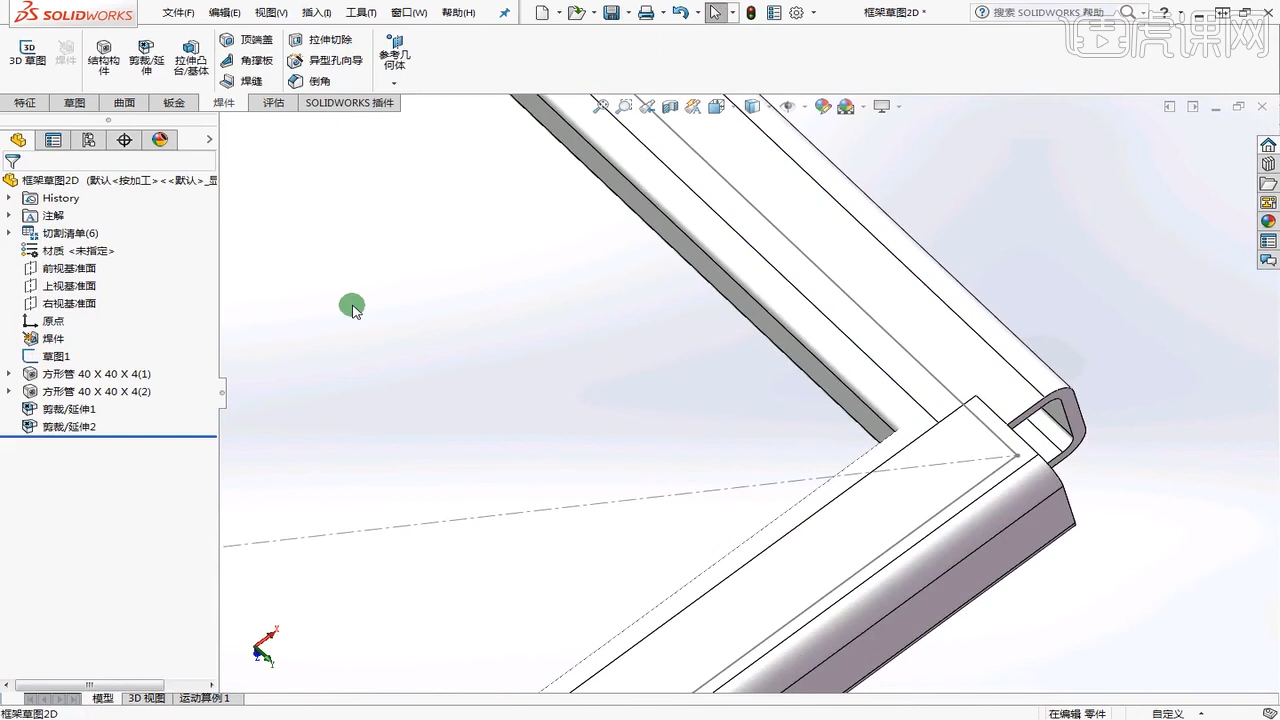 SOLIDWORKS 文件(F) 编辑(E) 视图(V) 插入(I) 工具(T) 窗口(W) 帮助(H) 框架草图2D * 搜索 SOLIDWORKS 帮助
虎课网
3D 草图 焊件 结构构件 剪裁/延伸 拉伸凸台/基体 顶端盖 角撑板 焊缝 拉伸切除 异型孔向导 倒角 参考几何体
特征 草图 曲面 钣金 焊件 评估 SOLIDWORKS 插件
框架草图2D (默认<按加工><<默认>_显
History
注解
切割清单(6)
材质 <未指定>
前视基准面
上视基准面
右视基准面
原点
焊件
草图1
方形管 40 X 40 X 4(1)
方形管 40 X 40 X 4(2)
剪裁/延伸1
剪裁/延伸2
X
Y
Z
模型 3D 视图 运动算例 1
框架草图2D 在编辑 零件 自定义